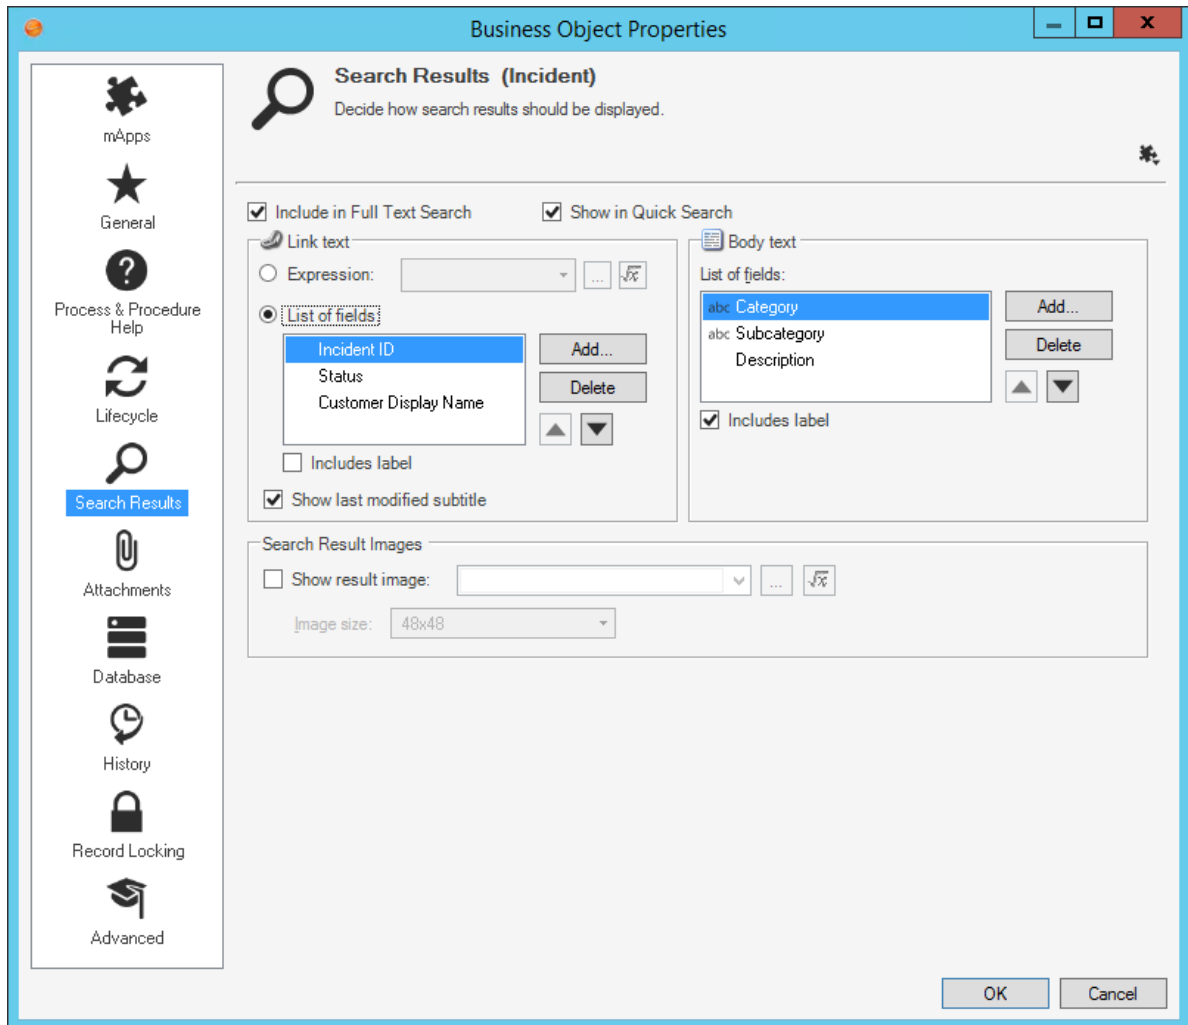 Business Object Properties
mApps
General
Process & Procedure
Help
Lifecycle
Search Results
Attachments
Database
History
Record Locking
Advanced
Search Results (Incident)
Decide how search results should be displayed.
Include in Full Text Search
Show in Quick Search
Link text
Expression:
...
√x
List of fields
Incident ID
Status
Customer Display Name
Add...
Delete
Includes label
Show last modified subtitle
Body text
List of fields:
abc Category
abc Subcategory
Description
Add...
Delete
Includes label
Search Result Images
Show result image:
...
√x
Image size: 48x48
OK
Cancel